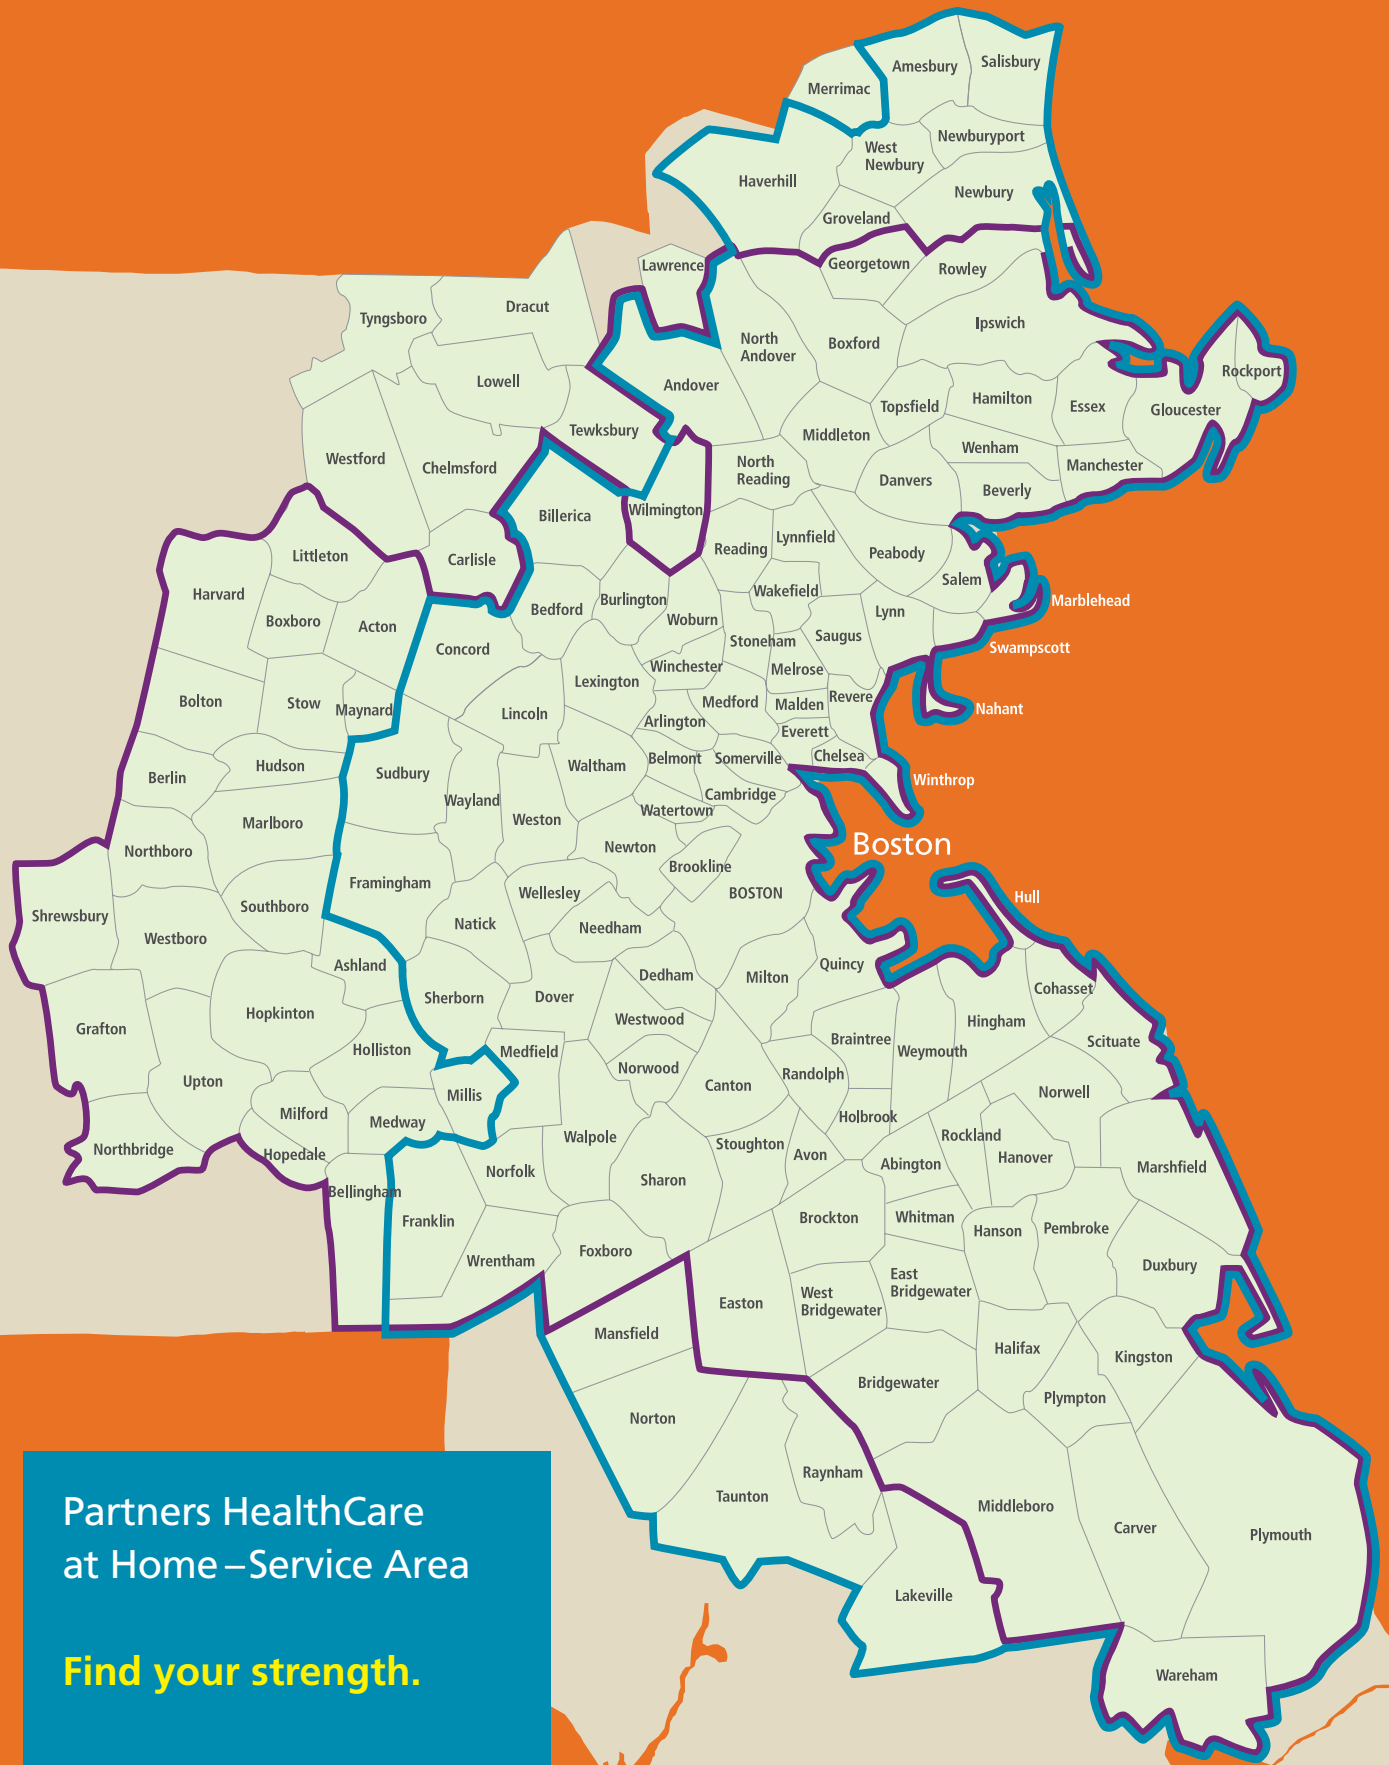 Salisbury
Amesbury
Merrimac
Newburyport
West
Newbury
Haverhill
Newbury
Groveland
Georgetown
Rowley
Lawrence
Dracut
Tyngsboro
Ipswich
North
Andover
Boxford
Rockport
Lowell
Andover
Hamilton
Essex
Topsfield
Gloucester
Tewksbury
Middleton
Wenham
Westford
Chelmsford
North
Reading
Manchester
Danvers
Beverly
Billerica
Wilmington
Lynnfield
Reading
Peabody
Littleton
Carlisle
Salem
Harvard
Wakefield
Bedford
Burlington
Marblehead
Boxboro
Acton
Woburn
Lynn
Saugus
Stoneham
Concord
Swampscott
Winchester
Melrose
Lexington
Bolton
Stow
Maynard
Revere
Medford
Malden
Nahant
Lincoln
Arlington
Everett
Chelsea
Belmont
Somerville
Hudson
Waltham
Sudbury
Berlin
Winthrop
Cambridge
Wayland
Watertown
Weston
Marlboro
Boston
Newton
Northboro
Brookline
Framingham
Wellesley
BOSTON
Hull
Southboro
Shrewsbury
Natick
Needham
Westboro
Ashland
Quincy
Dedham
Milton
Cohasset
Sherborn
Dover
Hopkinton
Westwood
Hingham
Grafton
Braintree
Scituate
Holliston
Medfield
Weymouth
Norwood
Randolph
Upton
Canton
Norwell
Millis
Milford
Holbrook
Medway
Walpole
Rockland
Stoughton
Northbridge
Hopedale
Avon
Hanover
Abington
Marshfield
Norfolk
Sharon
Bellingham
Franklin
Brockton
Whitman
Hanson
Pembroke
Foxboro
Wrentham
Duxbury
East
Bridgewater
Easton
West
Bridgewater
Mansfield
Halifax
Kingston
Bridgewater
Plympton
Norton
Raynham
Taunton
Middleboro
Carver
Plymouth
Lakeville
Wareham
Partners HealthCare
at Home–Service Area
Find your strength.